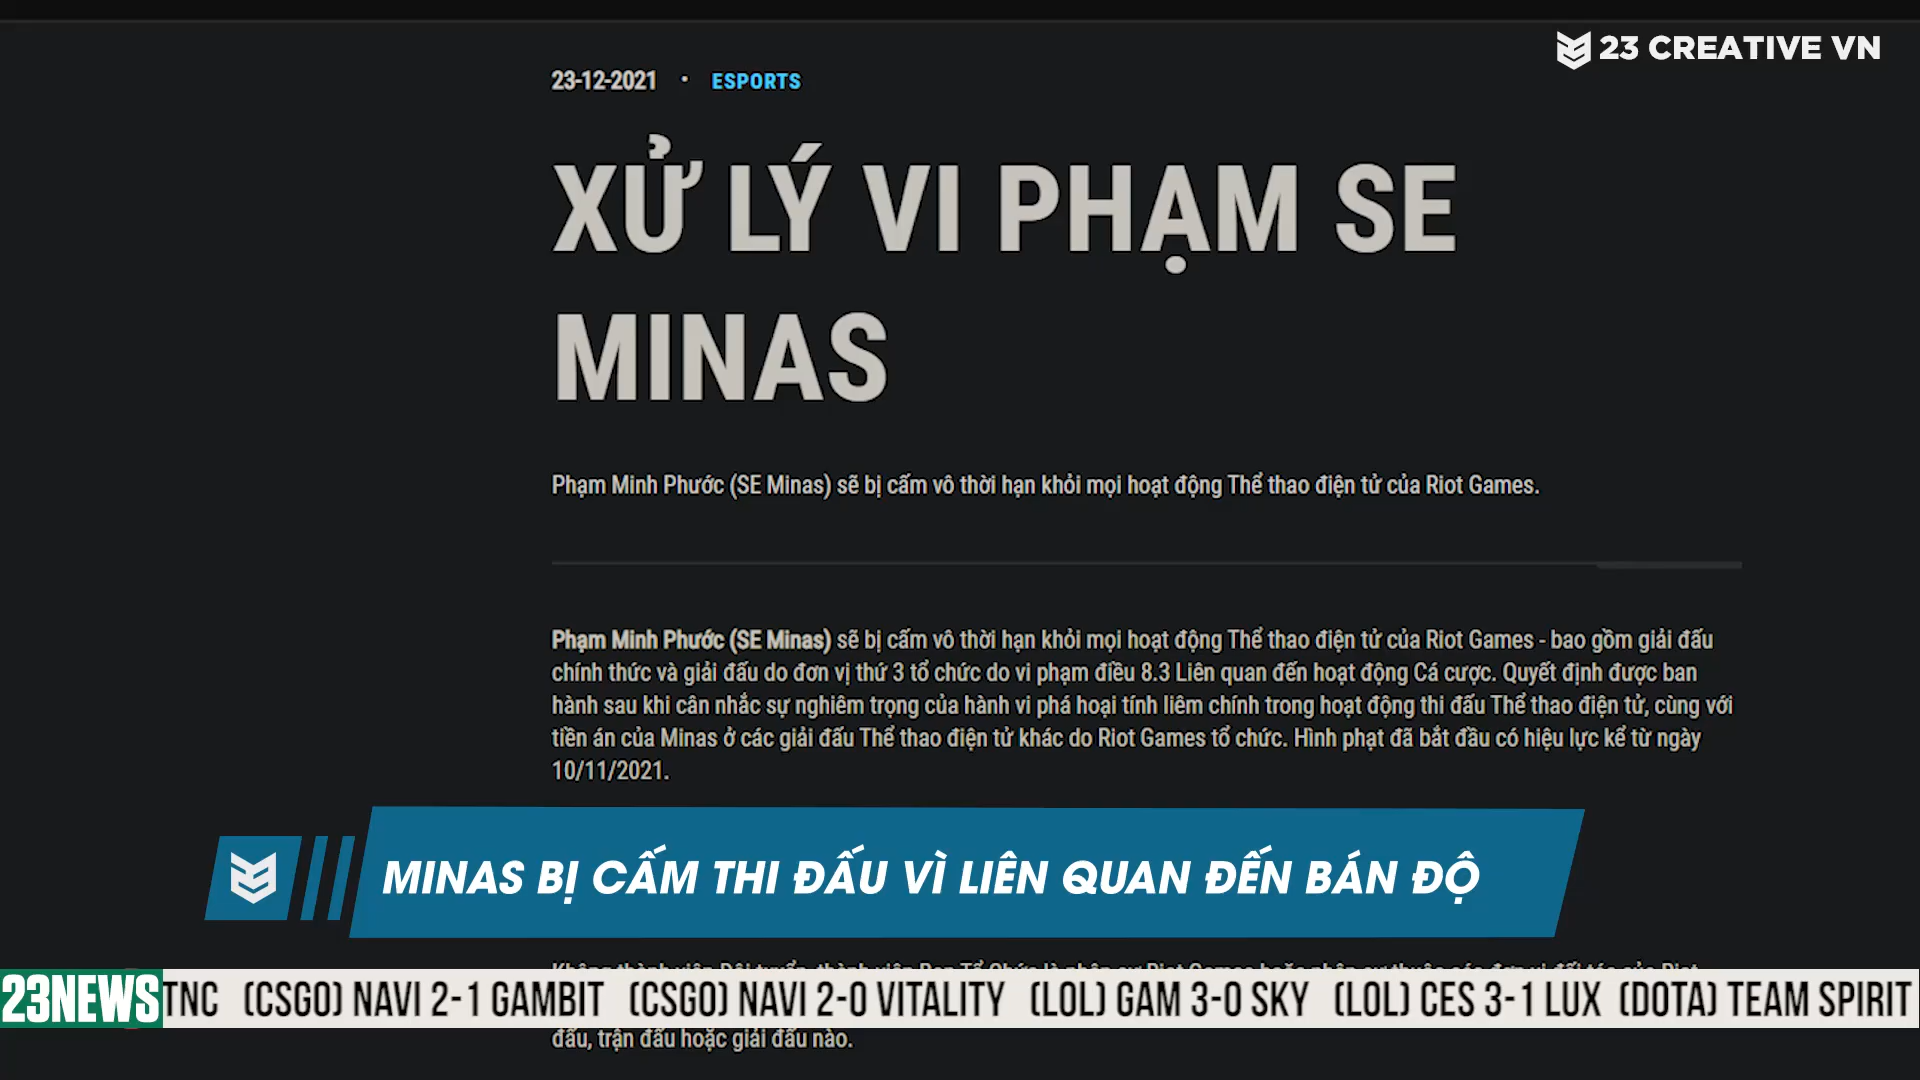 23 CREATIVE VN
23-12-2021 • ESPORTS
XỬ LÝ VI PHẠM SE
MINAS
Phạm Minh Phước (SE Minas) sẽ bị cấm vô thời hạn khỏi mọi hoạt động Thể thao điện tử của Riot Games.
Phạm Minh Phước (SE Minas) sẽ bị cấm vô thời hạn khỏi mọi hoạt động Thể thao điện tử của Riot Games - bao gồm giải đấu
chính thức và giải đấu do đơn vị thứ 3 tổ chức do vi phạm điều 8.3 Liên quan đến hoạt động Cá cược. Quyết định được ban
hành sau khi cân nhắc sự nghiêm trọng của hành vi phá hoại tính liêm chính trong hoạt động thi đấu Thể thao điện tử, cùng với
tiền án của Minas ở các giải đấu Thể thao điện tử khác do Riot Games tổ chức. Hình phạt đã bắt đầu có hiệu lực kể từ ngày
10/11/2021.
MINAS BỊ CẤM THI ĐẤU VÌ LIÊN QUAN ĐẾN BÁN ĐỘ
23NEWS TNC (CSGO) NAVI 2-1 GAMBIT (CSGO) NAVI 2-0 VITALITY (LOL) GAM 3-0 SKY (LOL) CES 3-1 LUX (DOTA) TEAM SPIRIT
đấu, trận đấu hoặc giải đấu nào.